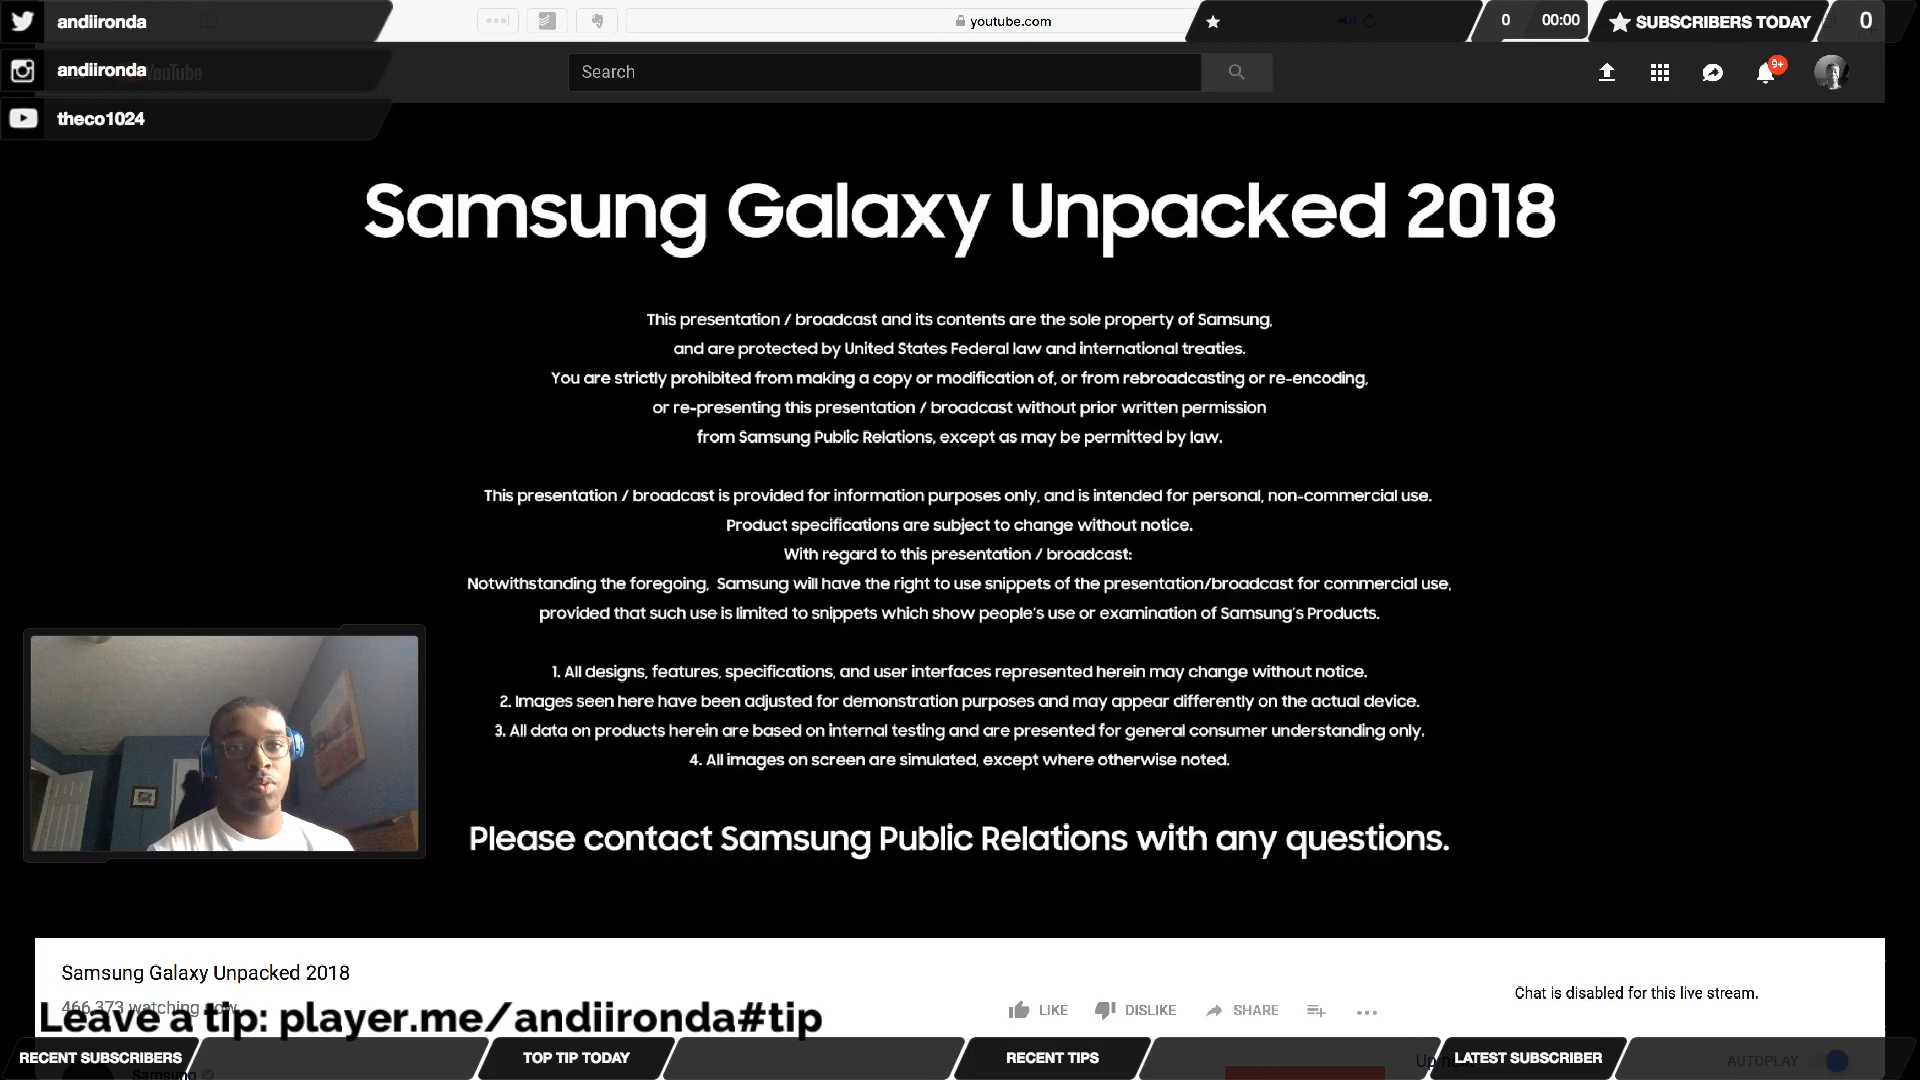 andiironda
youtube.com
0
00:00
SUBSCRIBERS TODAY
0
andiironda
YouTube
Search
9+
theco1024
Samsung Galaxy Unpacked 2018
This presentation / broadcast and its contents are the sole property of Samsung,
and are protected by United States Federal law and international treaties.
You are strictly prohibited from making a copy or modification of, or from rebroadcasting or re-encoding,
or re-presenting this presentation / broadcast without prior written permission
from Samsung Public Relations, except as may be permitted by law.
This presentation / broadcast is provided for information purposes only, and is intended for personal, non-commercial use.
Product specifications are subject to change without notice.
With regard to this presentation / broadcast:
Notwithstanding the foregoing, Samsung will have the right to use snippets of the presentation/broadcast for commercial use,
provided that such use is limited to snippets which show people's use or examination of Samsung's Products.
1. All designs, features, specifications, and user interfaces represented herein may change without notice.
2. Images seen here have been adjusted for demonstration purposes and may appear differently on the actual device.
3. All data on products herein are based on internal testing and are presented for general consumer understanding only.
4. All images on screen are simulated, except where otherwise noted.
Please contact Samsung Public Relations with any questions.
Samsung Galaxy Unpacked 2018
466,373 watching now
Leave a tip: player.me/andiironda#tip
LIKE
DISLIKE
SHARE
Chat is disabled for this live stream.
RECENT SUBSCRIBERS
TOP TIP TODAY
RECENT TIPS
LATEST SUBSCRIBER
Samsung
Up
AUTOPLAY